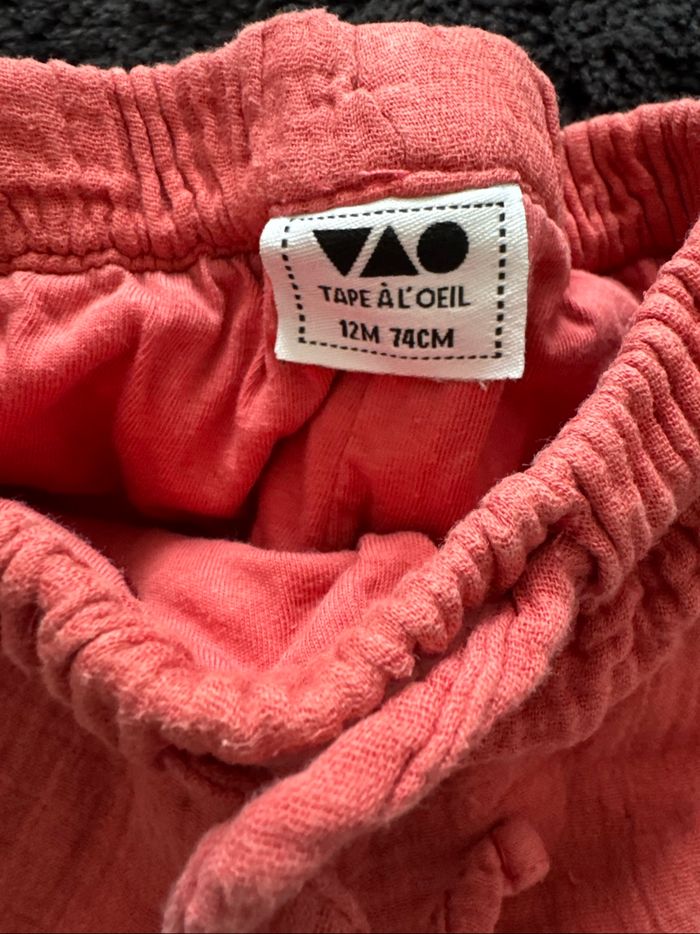 TAPE À L'OEIL
12M 74CM